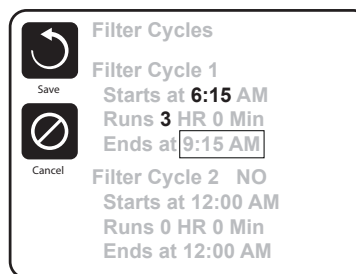 Filter Cycles
Save
Filter Cycle 1
Starts at 6:15 AM
Runs 3 HR 0 Min
Ends at 9:15 AM
Cancel
Filter Cycle 2 NO
Starts at 12:00 AM
Runs 0 HR 0 Min
Ends at 12:00 AM